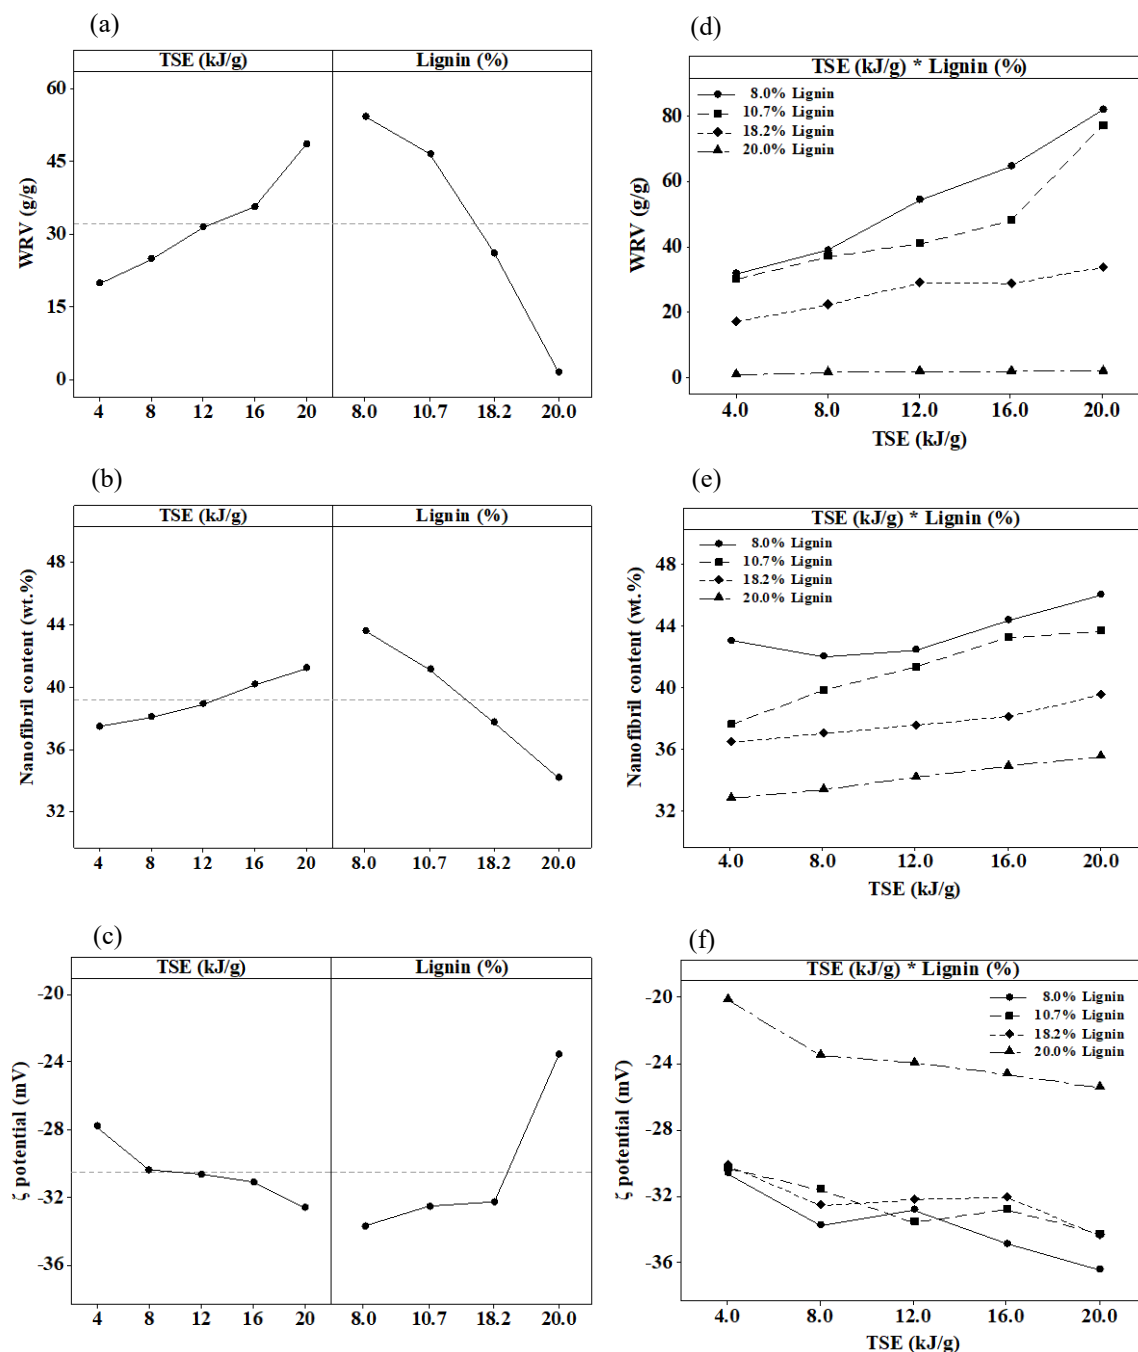 (a)
TSE (kJ/g) Lignin (%)
60
45
30
15
0
WRV (g/g)
4 8 12 16 20 8.0 10.7 18.2 20.0
(d)
TSE (kJ/g) * Lignin (%)
8.0% Lignin
10.7% Lignin
18.2% Lignin
20.0% Lignin
80
60
40
20
0
WRV (g/g)
4.0 8.0 12.0 16.0 20.0
TSE (kJ/g)
(b)
TSE (kJ/g) Lignin (%)
48
44
40
36
32
Nanofibril content (wt.%)
4 8 12 16 20 8.0 10.7 18.2 20.0
(e)
TSE (kJ/g) * Lignin (%)
8.0% Lignin
10.7% Lignin
18.2% Lignin
20.0% Lignin
48
44
40
36
32
Nanofibril content (wt.%)
4.0 8.0 12.0 16.0 20.0
TSE (kJ/g)
(c)
TSE (kJ/g) Lignin (%)
-20
-24
-28
-32
-36
ζ potential (mV)
4 8 12 16 20 8.0 10.7 18.2 20.0
(f)
TSE (kJ/g) * Lignin (%)
8.0% Lignin
10.7% Lignin
18.2% Lignin
20.0% Lignin
-20
-24
-28
-32
-36
ζ potential (mV)
4.0 8.0 12.0 16.0 20.0
TSE (kJ/g)